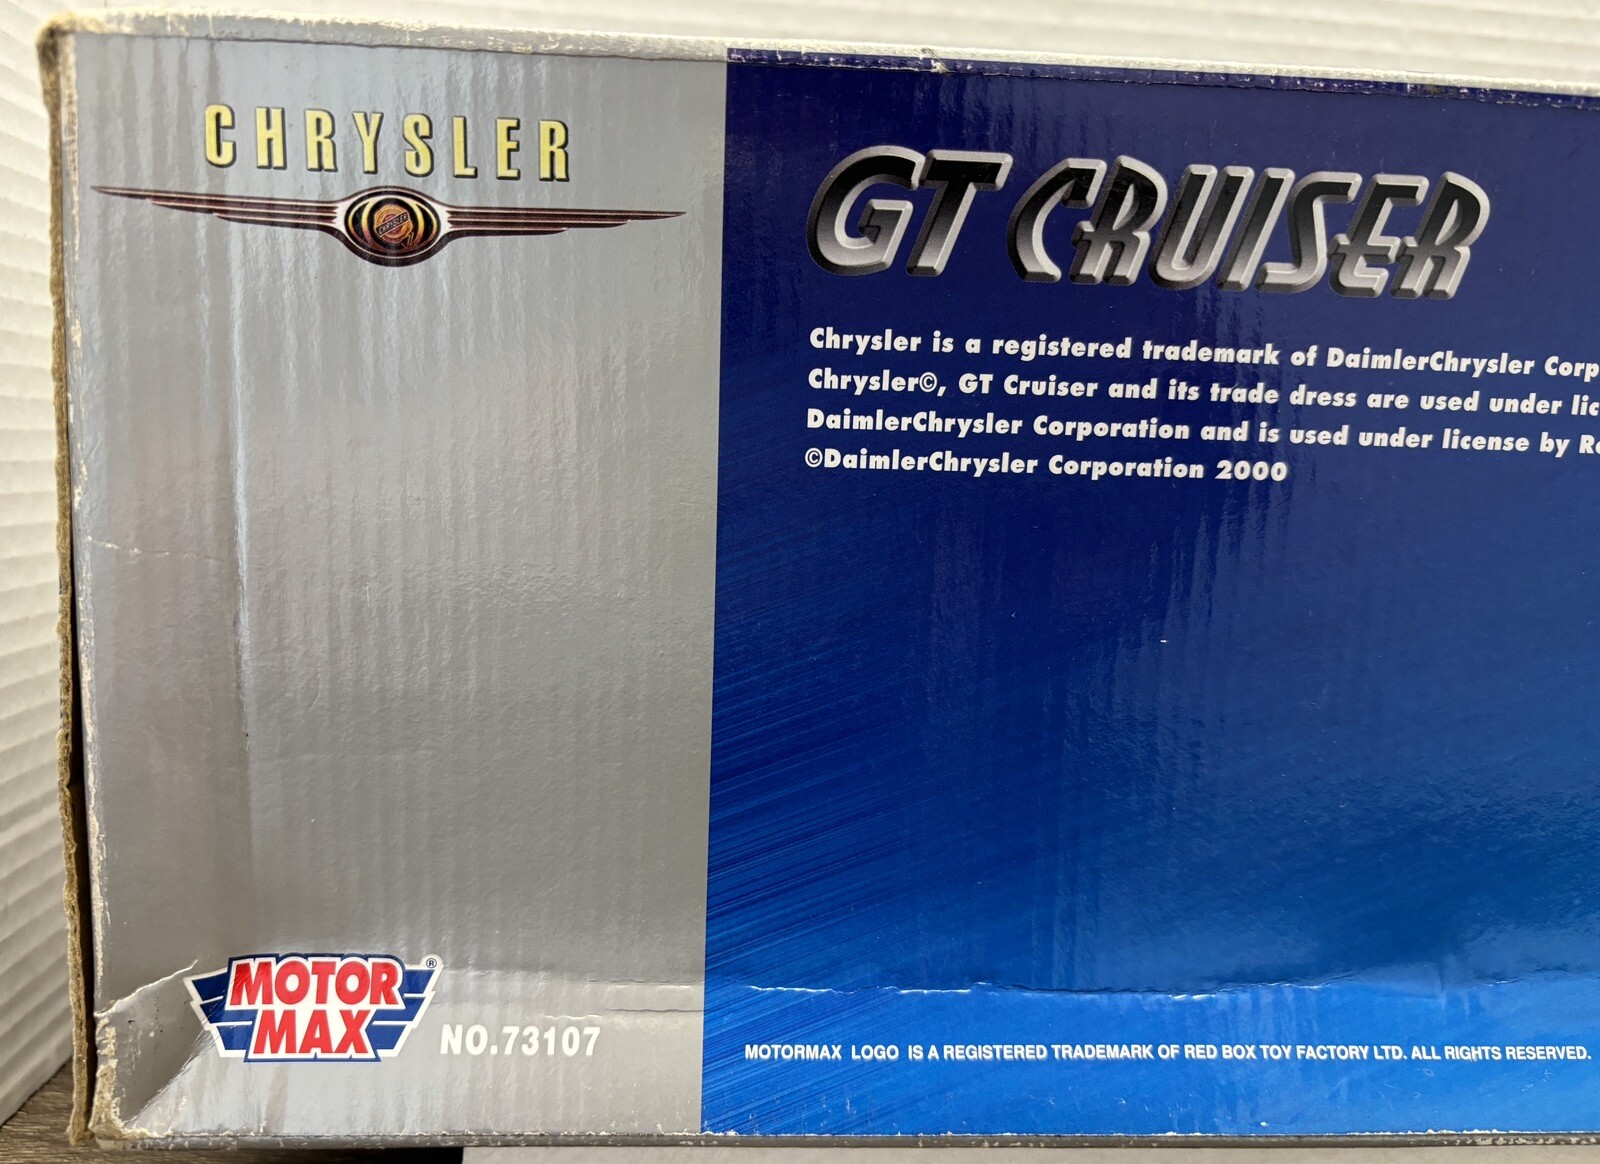 CHRYSLER
CHRYSLER
GT CRUISER
Chrysler is a registered trademark of DaimlerChrysler
Chrysler©, GT Cruiser and its trade dress are used under
DaimlerChrysler Corporation and is used under license by
©DaimlerChrysler Corporation 2000
MOTOR
MAX
®
NO.73107
MOTORMAX LOGO IS A REGISTERED TRADEMARK OF RED BOX TOY FACTORY LTD. ALL RIGHTS RESERVED.